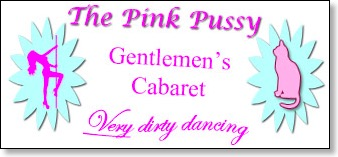 The Pink Pussy
Gentlemen's
Cabaret
Very dirty dancing